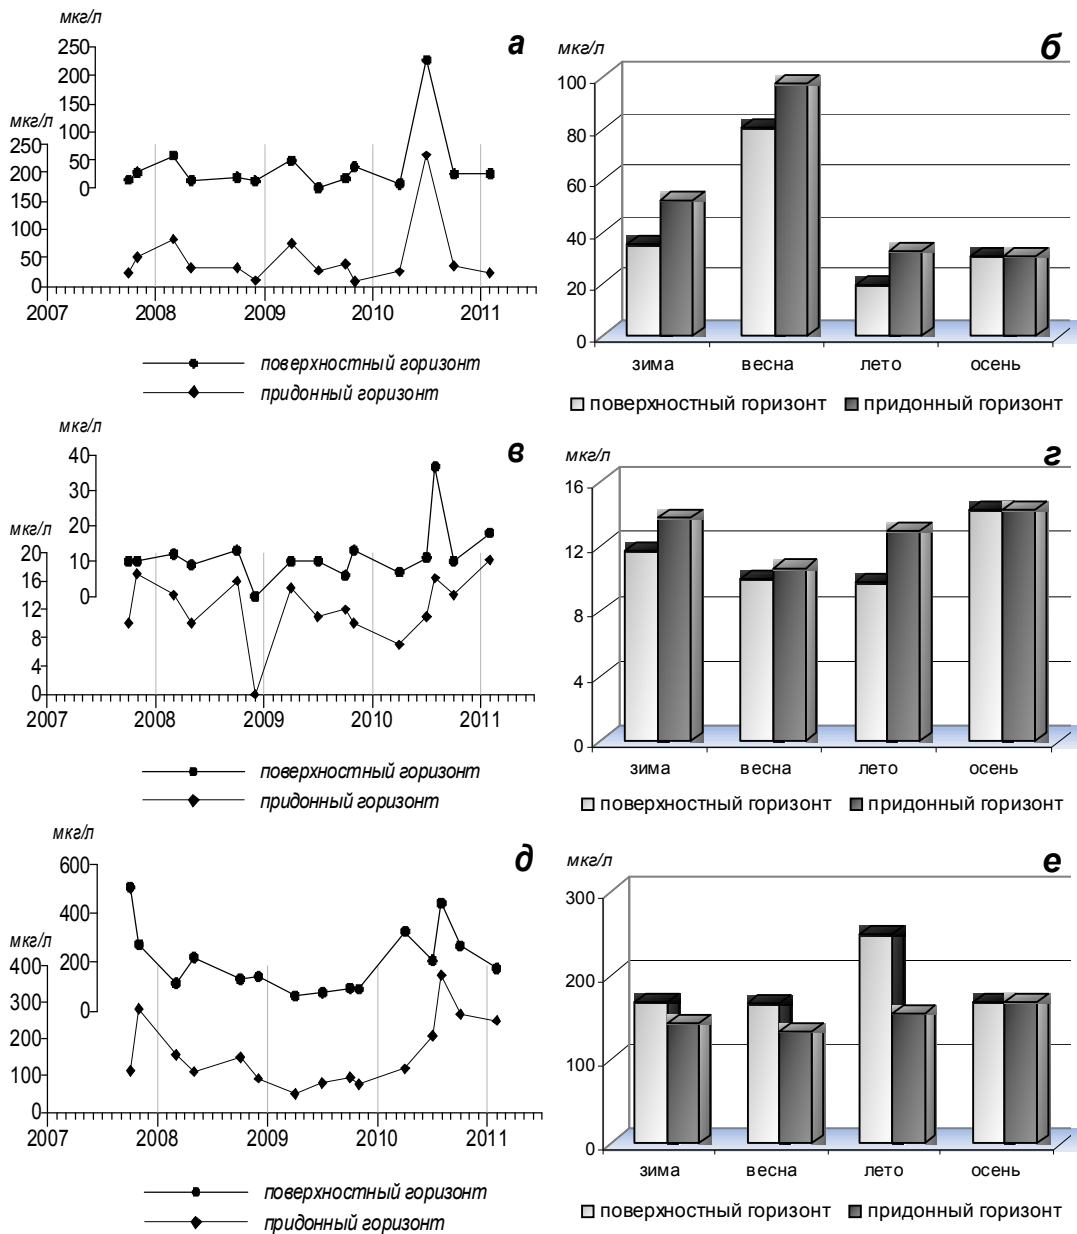 мкг/л
а
250
200
150
100
50
0
мкг/л
250
200
150
100
50
0
2007 2008 2009 2010 2011
поверхностный горизонт
придонный горизонт
мкг/л
б
100
80
60
40
20
0
зима весна лето осень
поверхностный горизонт придонный горизонт
мкг/л
в
40
30
20
10
0
мкг/л
20
16
12
8
4
0
2007 2008 2009 2010 2011
поверхностный горизонт
придонный горизонт
мкг/л
г
16
12
8
4
0
зима весна лето осень
поверхностный горизонт придонный горизонт
мкг/л
д
600
400
200
0
мкг/л
400
300
200
100
0
2007 2008 2009 2010 2011
поверхностный горизонт
придонный горизонт
мкг/л
е
300
200
100
0
зима весна лето осень
поверхностный горизонт придонный горизонт